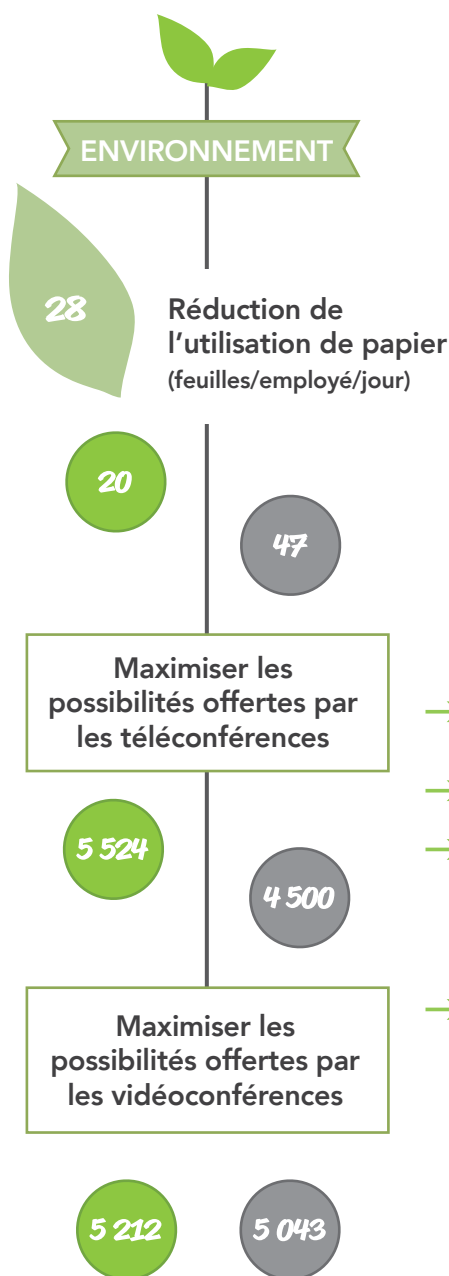 ENVIRONNEMENT
28
Réduction de
l'utilisation de papier
(feuilles/employé/jour)
20
47
Maximiser les
possibilités offertes par
les téléconférences
5 524
4 500
Maximiser les
possibilités offertes par
les vidéoconférences
5 212
5 043